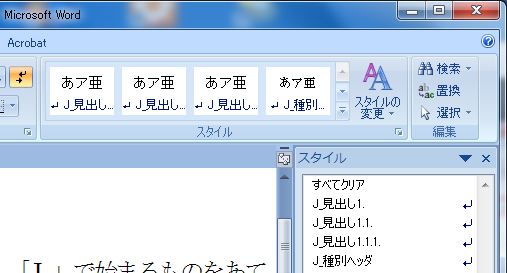 Microsoft Word
Acrobat
あア亜 あア亜 あア亜 あア亜
↵ J_見出し... ↵ J_見出し... ↵ J_見出し... ↵ J_種別...
スタイルの
変更
スタイル
検索
置換
選択
編集
スタイル
すべてクリア
J_見出し1. ↵
J_見出し1.1. ↵
J_見出し1.1.1. ↵
J_種別ヘッダ ↵
「J_」で始まるものをあて